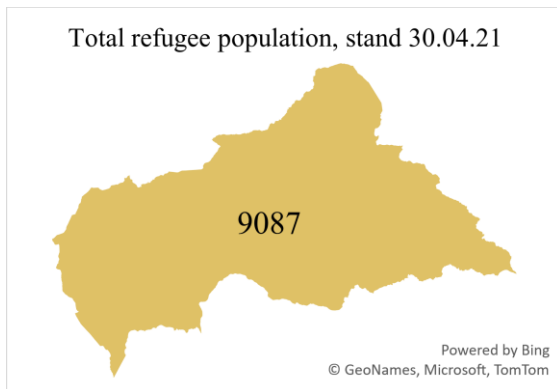 Total refugee population, stand 30.04.21
9087
Powered by Bing
© GeoNames, Microsoft, TomTom